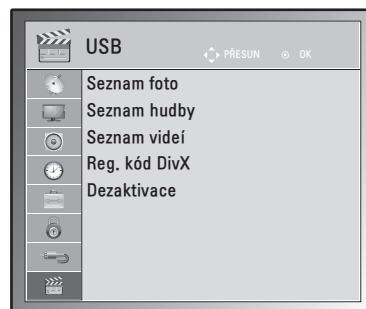 USB
PŘESUN OK
Seznam foto
Seznam hudby
Seznam videí
Reg. kód DivX
Dezaktivace